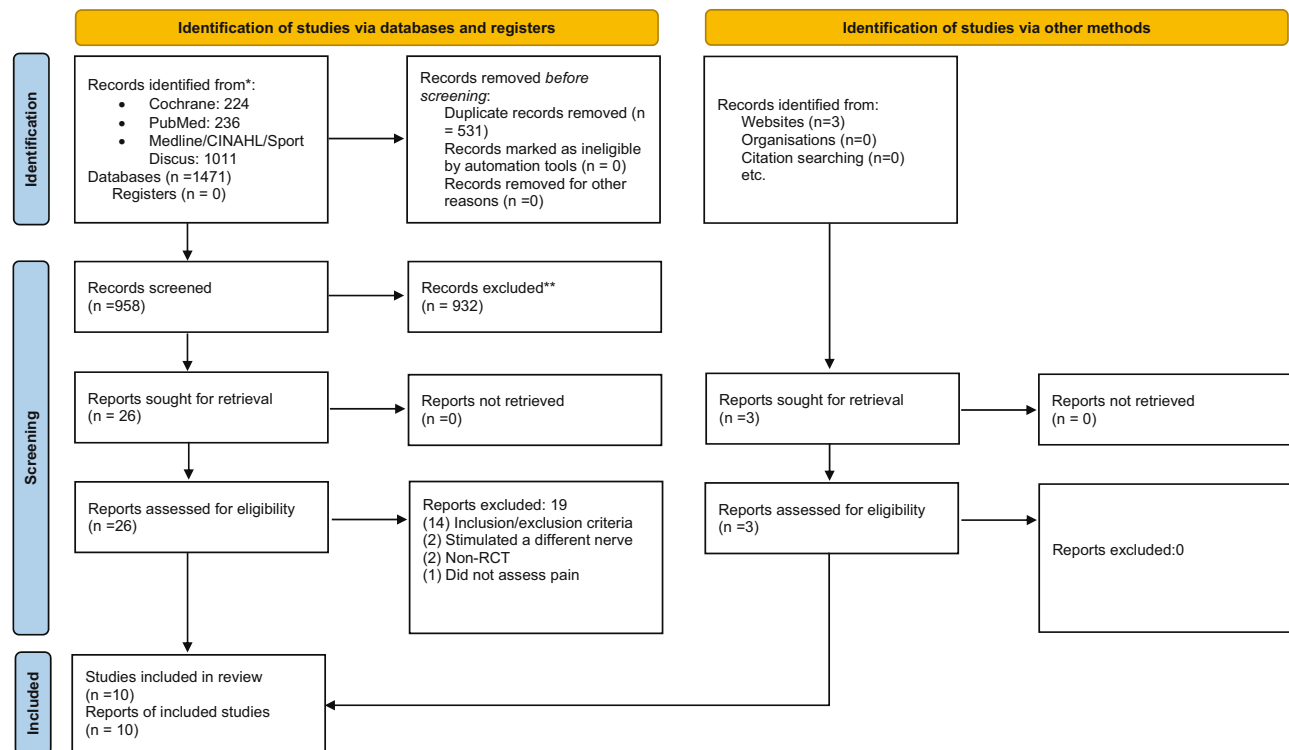 Identification of studies via databases and registers
Identification of studies via other methods
Identification
Records identified from*:
• Cochrane: 224
• PubMed: 236
• Medline/CINAHL/Sport
Discus: 1011
Databases (n =1471)
Registers (n = 0)
Records removed before
screening:
Duplicate records removed (n
= 531)
Records marked as ineligible
by automation tools (n = 0)
Records removed for other
reasons (n =0)
Records identified from:
Websites (n=3)
Organisations (n=0)
Citation searching (n=0)
etc.
Screening
Records screened
(n =958)
Records excluded**
(n = 932)
Reports sought for retrieval
(n = 26)
Reports not retrieved
(n =0)
Reports sought for retrieval
(n =3)
Reports not retrieved
(n = 0)
Reports assessed for eligibility
(n =26)
Reports excluded: 19
(14) Inclusion/exclusion criteria
(2) Stimulated a different nerve
(2) Non-RCT
(1) Did not assess pain
Reports assessed for eligibility
(n =3)
Reports excluded:0
Included
Studies included in review
(n =10)
Reports of included studies
(n = 10)